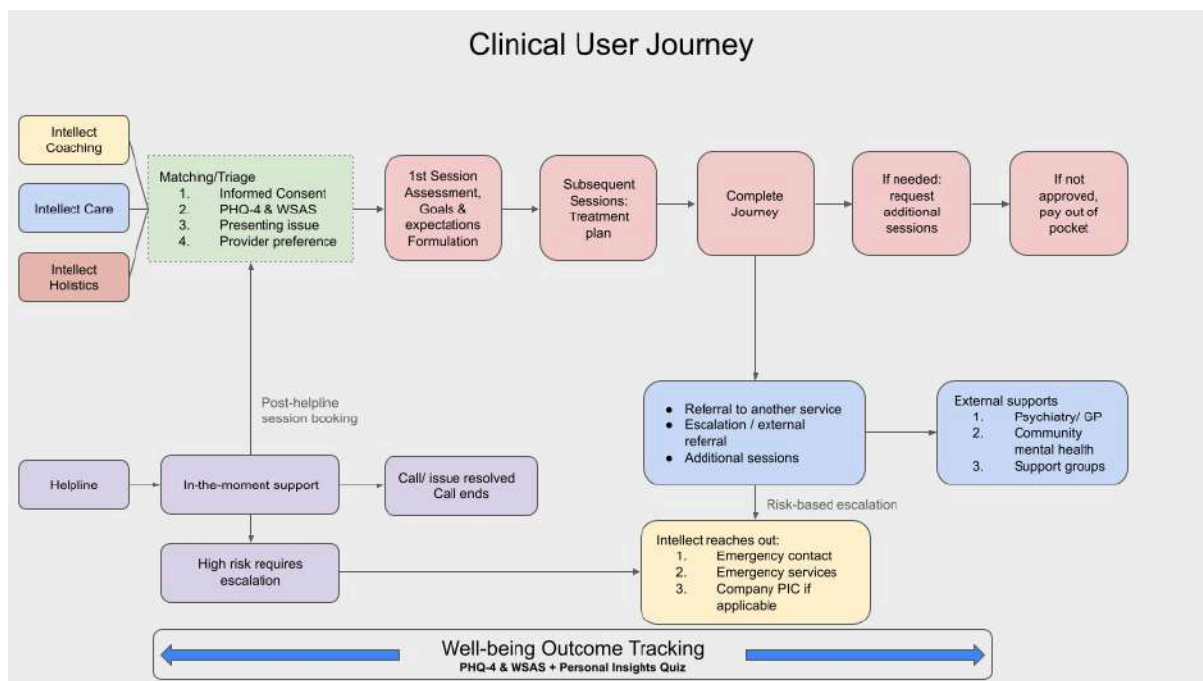 Clinical User Journey
Intellect
Coaching
Intellect Care
Intellect
Holistics
Matching/Triage
1. Informed Consent
2. PHQ-4 & WSAS
3. Presenting issue
4. Provider preference
1st Session
Assessment,
Goals &
expectations
Formulation
Subsequent
Sessions:
Treatment
plan
Complete
Journey
If needed:
request
additional
sessions
If not
approved,
pay out of
pocket
Post-helpline
session booking
● Referral to another service
● Escalation / external
referral
● Additional sessions
External supports
1. Psychiatry/ GP
2. Community
mental health
3. Support groups
Helpline
In-the-moment support
Call/ issue resolved
Call ends
Risk-based escalation
High risk requires
escalation
Intellect reaches out:
1. Emergency contact
2. Emergency services
3. Company PIC if
applicable
Well-being Outcome Tracking
PHQ-4 & WSAS + Personal Insights Quiz